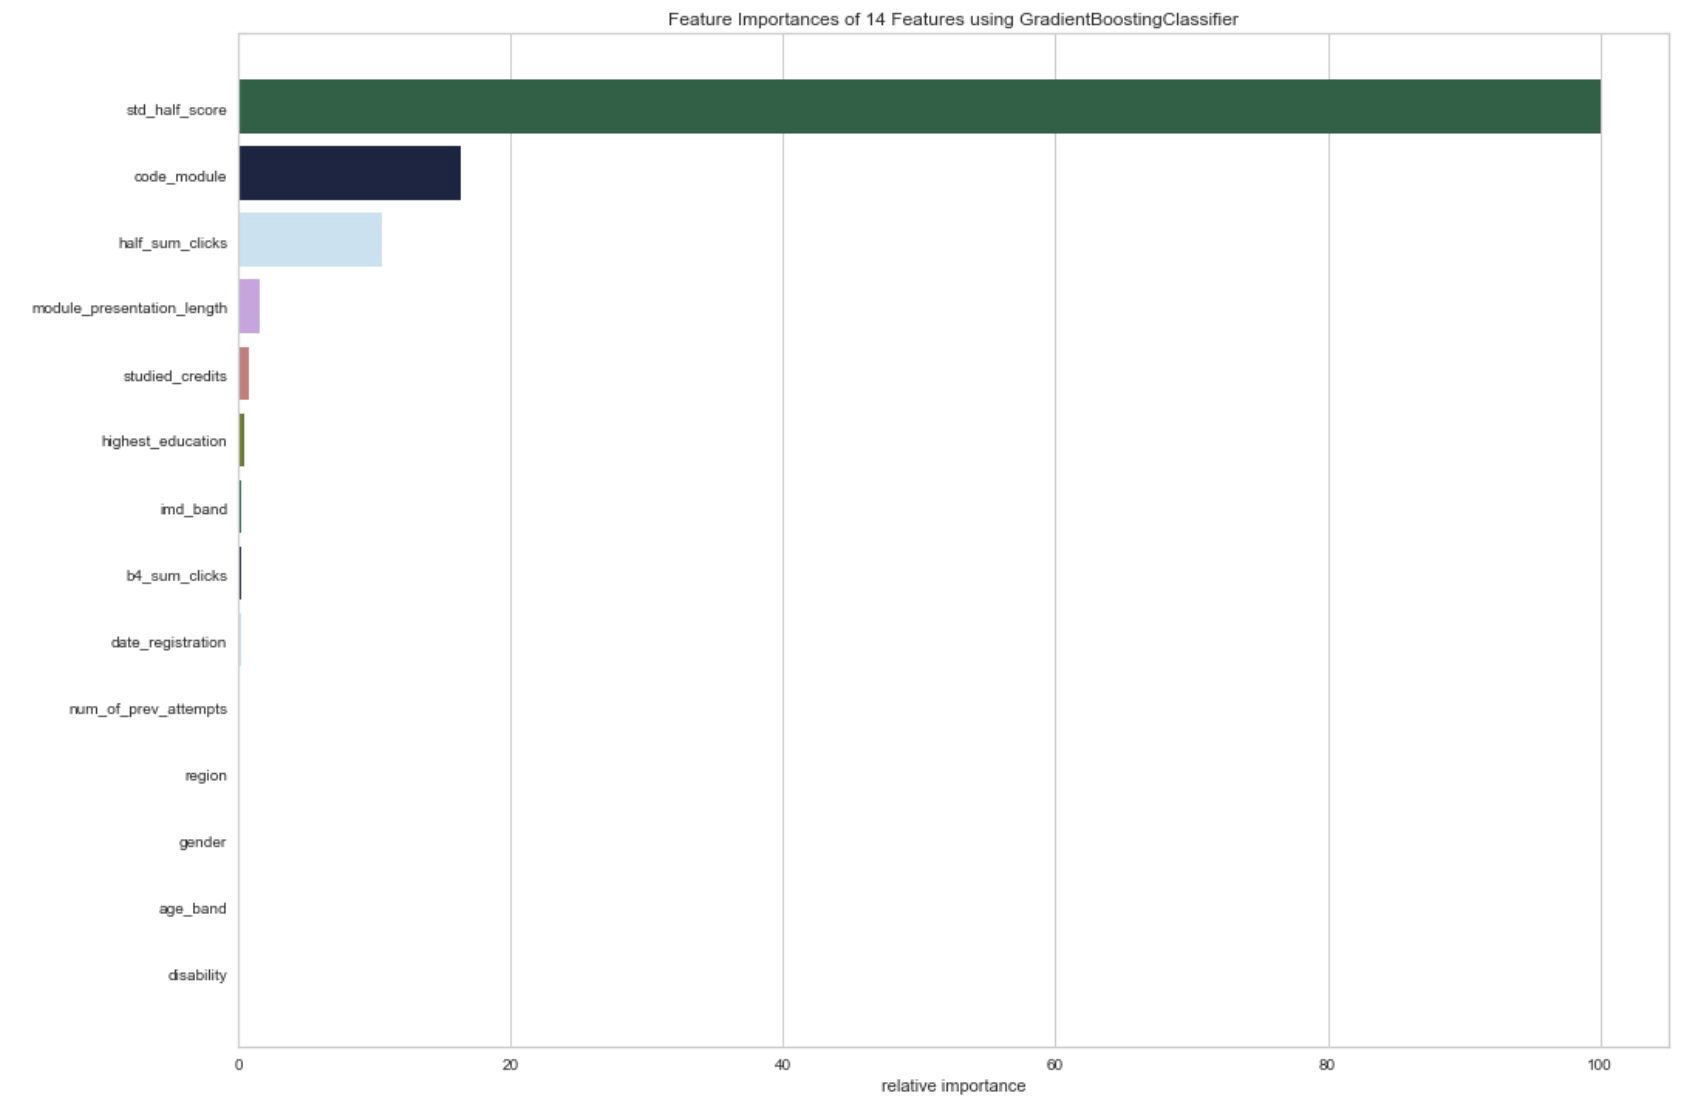 Feature Importances of 14 Features using GradientBoostingClassifier
std_half_score
code_module
half_sum_clicks
module_presentation_length
studied_credits
highest_education
imd_band
b4_sum_clicks
date_registration
num_of_prev_attempts
region
gender
age_band
disability
0 20 40 60 80 100
relative importance